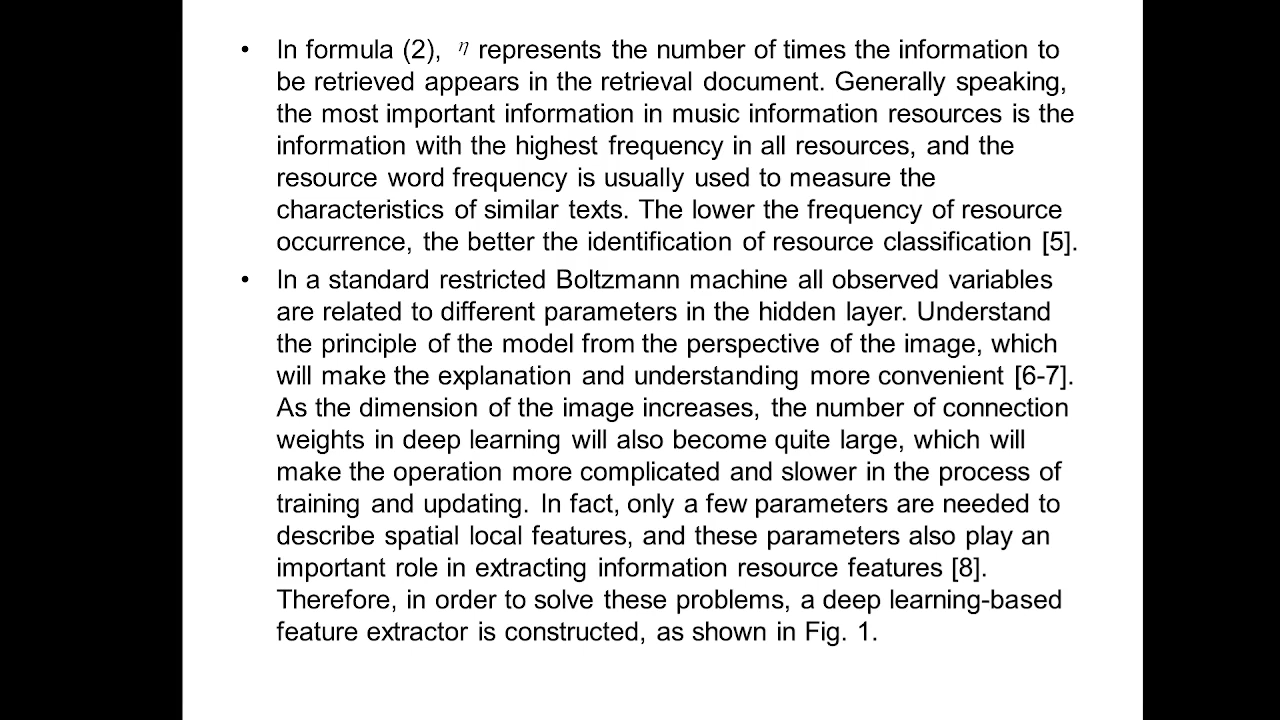 • In formula (2), η represents the number of times the information to
be retrieved appears in the retrieval document. Generally speaking,
the most important information in music information resources is the
information with the highest frequency in all resources, and the
resource word frequency is usually used to measure the
characteristics of similar texts. The lower the frequency of resource
occurrence, the better the identification of resource classification [5].
• In a standard restricted Boltzmann machine all observed variables
are related to different parameters in the hidden layer. Understand
the principle of the model from the perspective of the image, which
will make the explanation and understanding more convenient [6-7].
As the dimension of the image increases, the number of connection
weights in deep learning will also become quite large, which will
make the operation more complicated and slower in the process of
training and updating. In fact, only a few parameters are needed to
describe spatial local features, and these parameters also play an
important role in extracting information resource features [8].
Therefore, in order to solve these problems, a deep learning-based
feature extractor is constructed, as shown in Fig. 1.